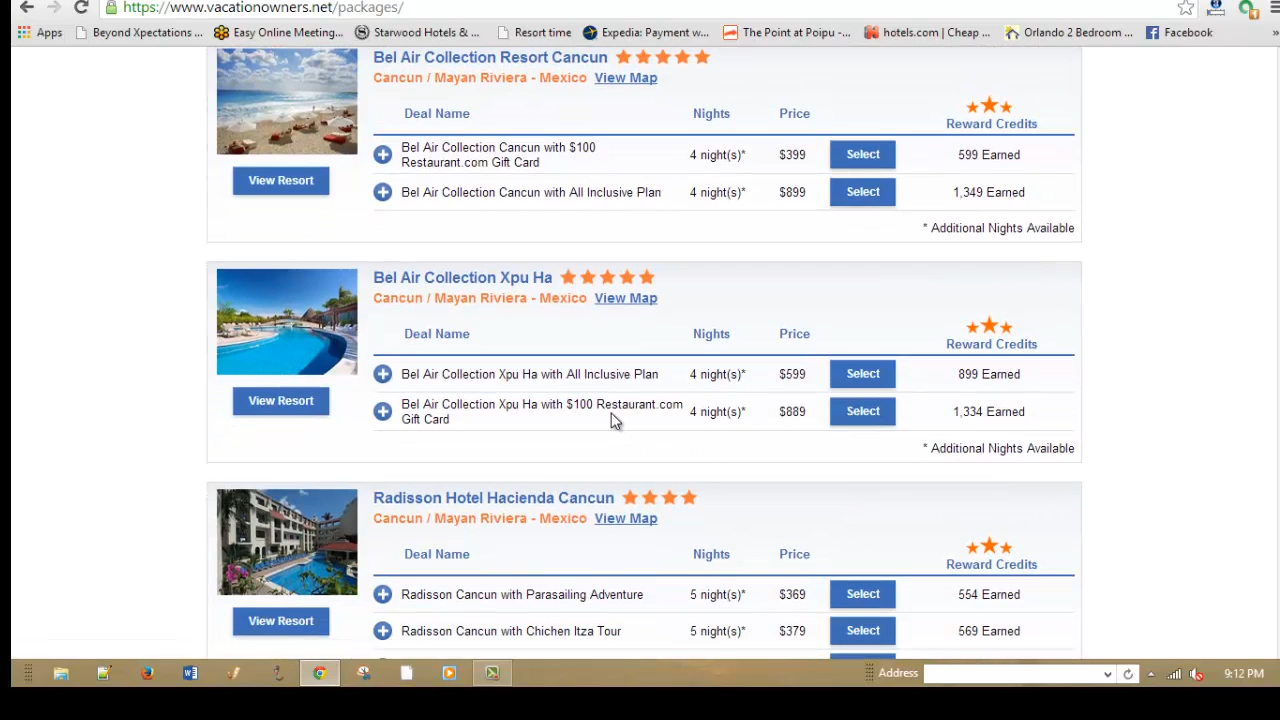 https://www.vacationowners.net/packages/
Apps Beyond Xpectations ... Easy Online Meeting... Starwood Hotels & ... Resort time Expedia: Payment w... The Point at Poipu -... hotels.com | Cheap ... Orlando 2 Bedroom ... Facebook »
Bel Air Collection Resort Cancun
Cancun / Mayan Riviera - Mexico View Map
Deal Name Nights Price Reward Credits
Bel Air Collection Cancun with $100
Restaurant.com Gift Card 4 night(s)* $399 Select 599 Earned
View Resort
Bel Air Collection Cancun with All Inclusive Plan 4 night(s)* $899 Select 1,349 Earned
* Additional Nights Available
Bel Air Collection Xpu Ha
Cancun / Mayan Riviera - Mexico View Map
Deal Name Nights Price Reward Credits
Bel Air Collection Xpu Ha with All Inclusive Plan 4 night(s)* $599 Select 899 Earned
View Resort
Bel Air Collection Xpu Ha with $100 Restaurant.com
Gift Card 4 night(s)* $889 Select 1,334 Earned
* Additional Nights Available
Radisson Hotel Hacienda Cancun
Cancun / Mayan Riviera - Mexico View Map
Deal Name Nights Price Reward Credits
Radisson Cancun with Parasailing Adventure 5 night(s)* $369 Select 554 Earned
View Resort
Radisson Cancun with Chichen Itza Tour 5 night(s)* $379 Select 569 Earned
Address 9:12 PM